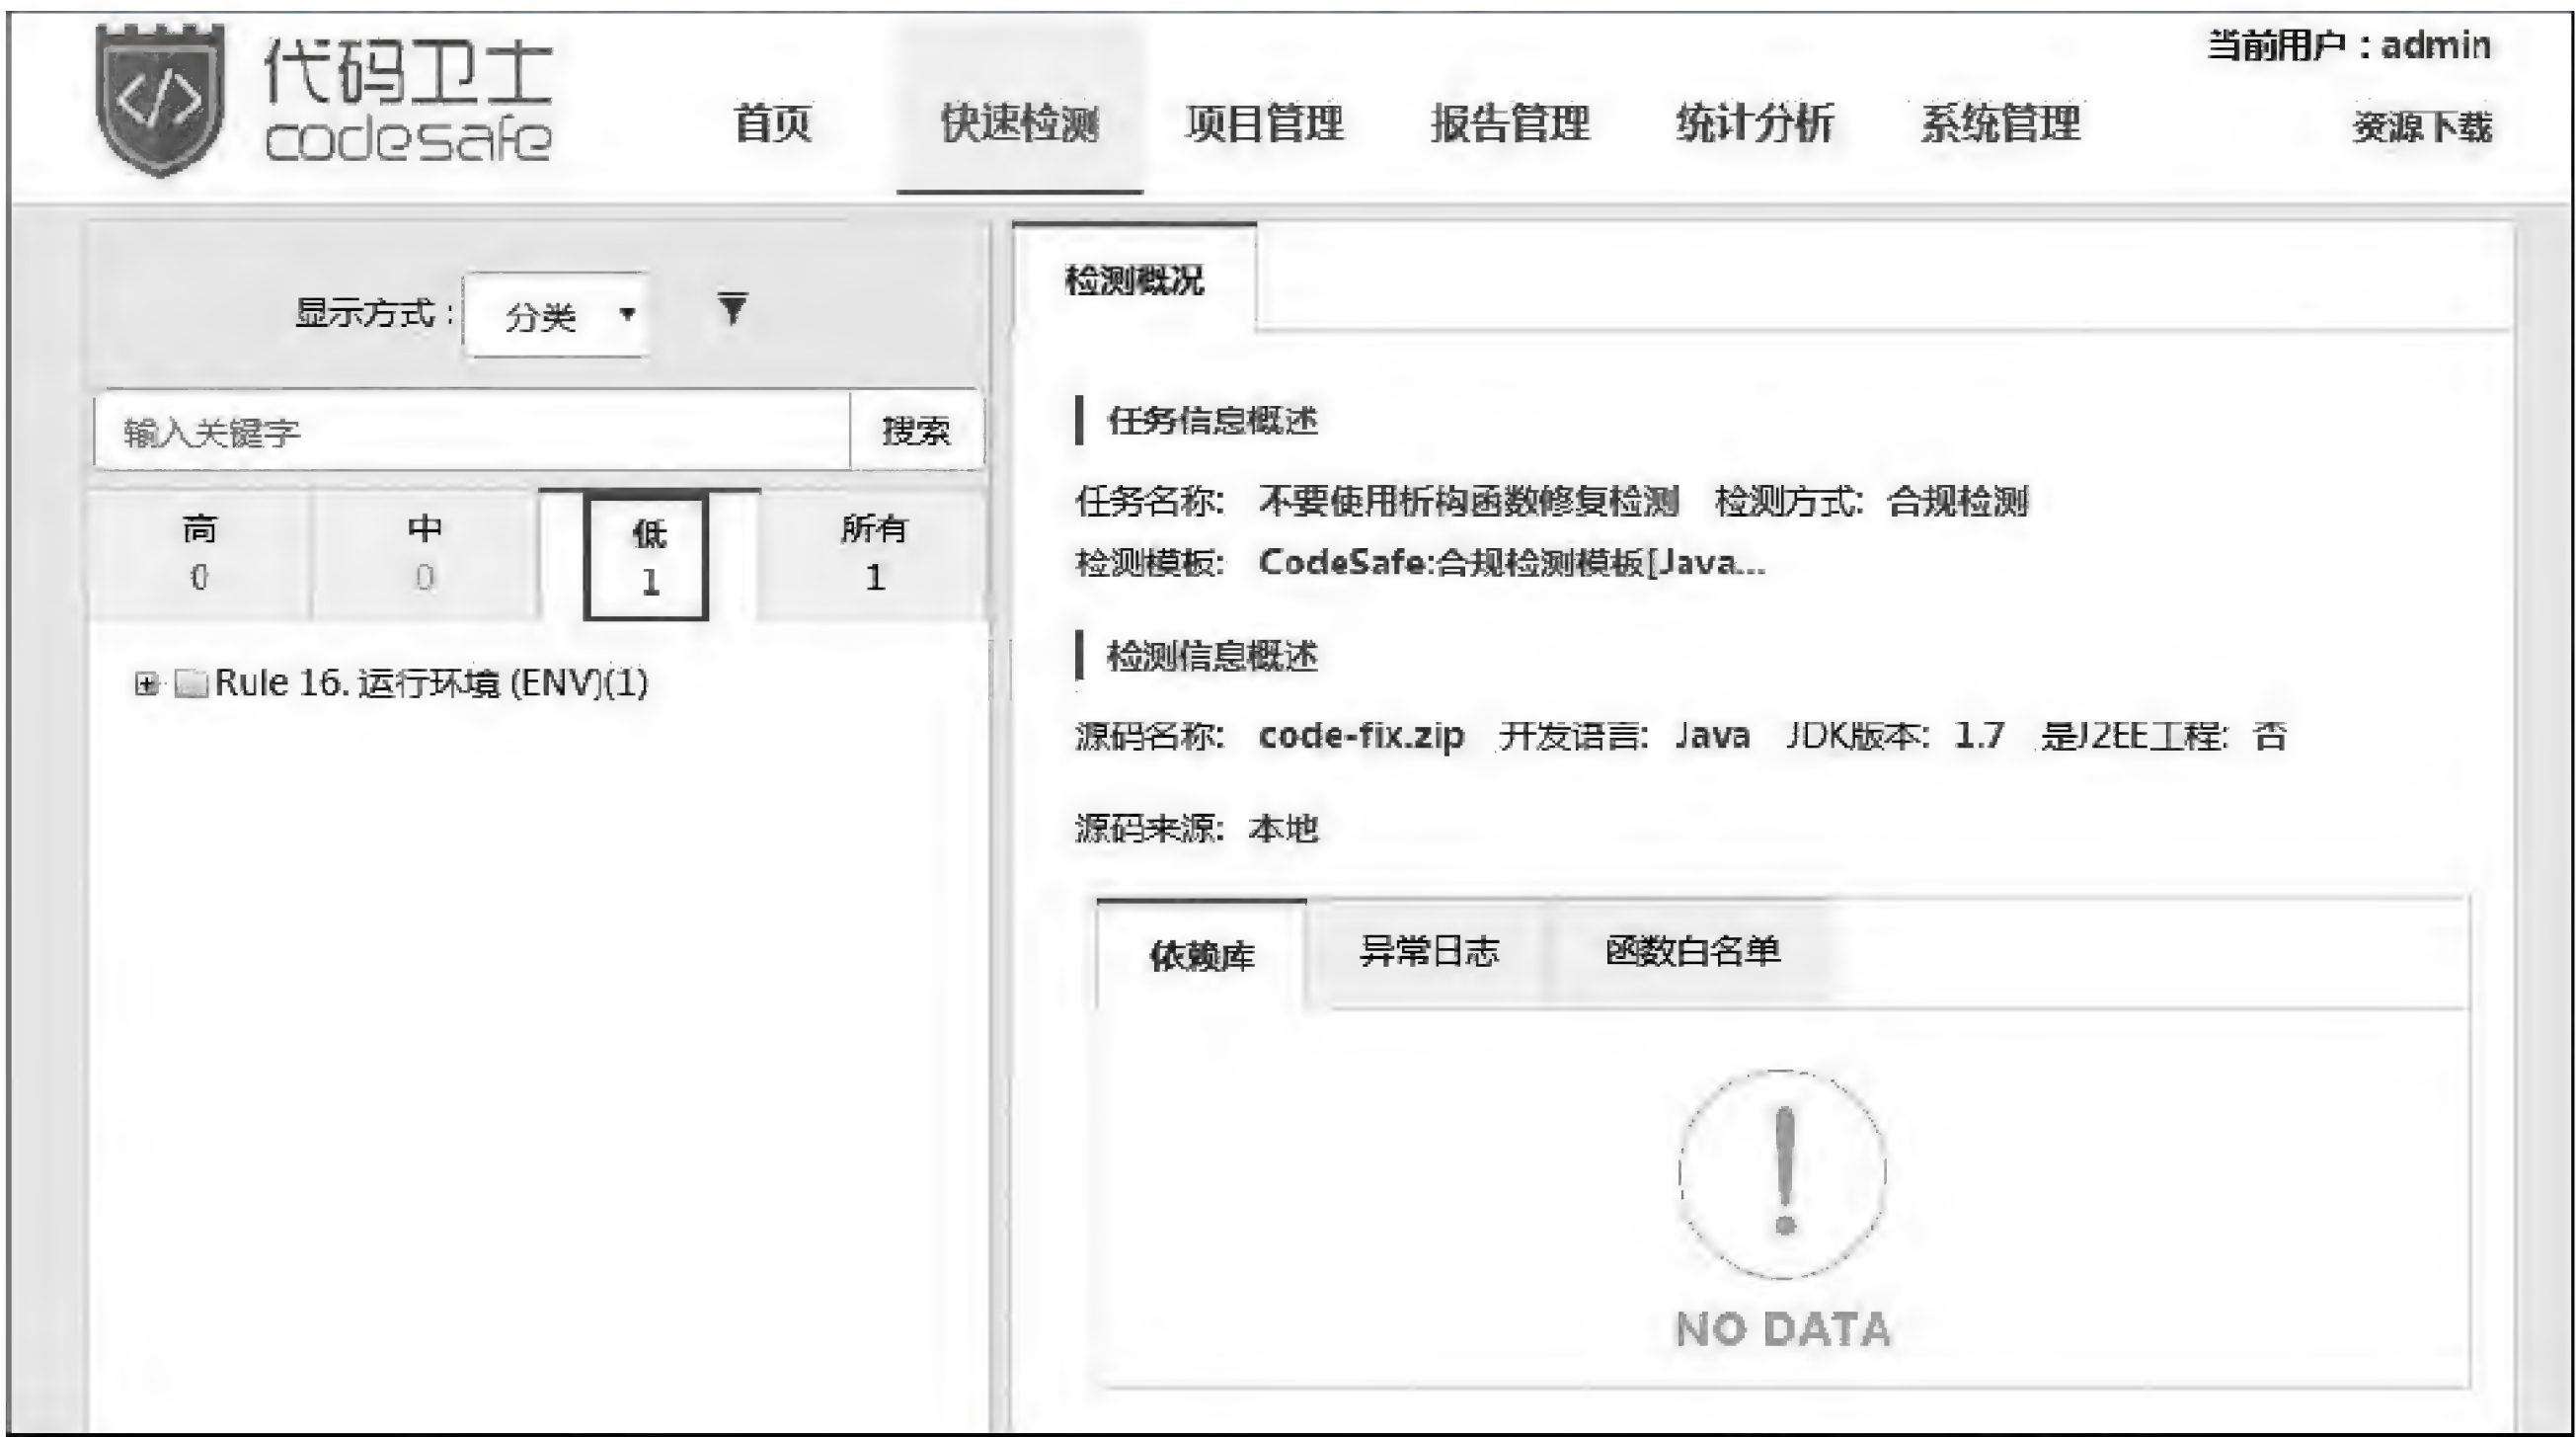 代码卫士
codesafe
当前用户：admin
首页 快速检测 项目管理 报告管理 统计分析 系统管理 资源下载
显示方式： 分类
输入关键字 搜索
高 中 低 所有
0 0 1 1
Rule 16. 运行环境 (ENV)(1)
检测概况
任务信息概述
任务名称: 不要使用析构函数修复检测 检测方式: 合规检测
检测模板: CodeSafe:合规检测模板[Java...
检测信息概述
源码名称: code-fix.zip 开发语言: Java JDK版本: 1.7 是J2EE工程: 否
源码来源: 本地
依赖库 异常日志 函数白名单
NO DATA